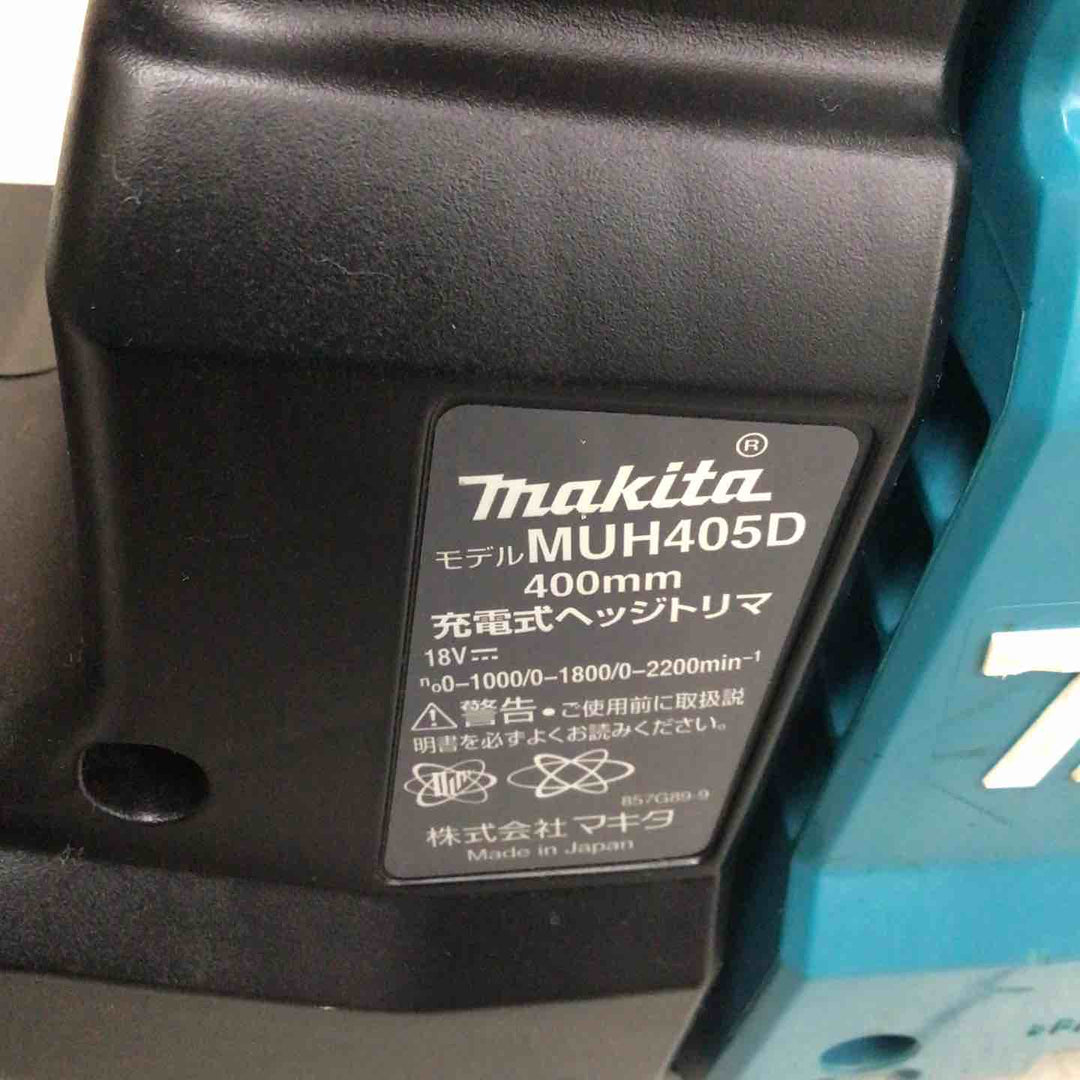 makita®
モデルMUH405D
400mm
充電式ヘッジトリマ
18V⎓
n₀0-1000/0-1800/0-2200min⁻¹
⚠警告・ご使用前に取扱説
明書を必ずよくお読みください。
857G89-9
株式会社マキタ
Made in Japan